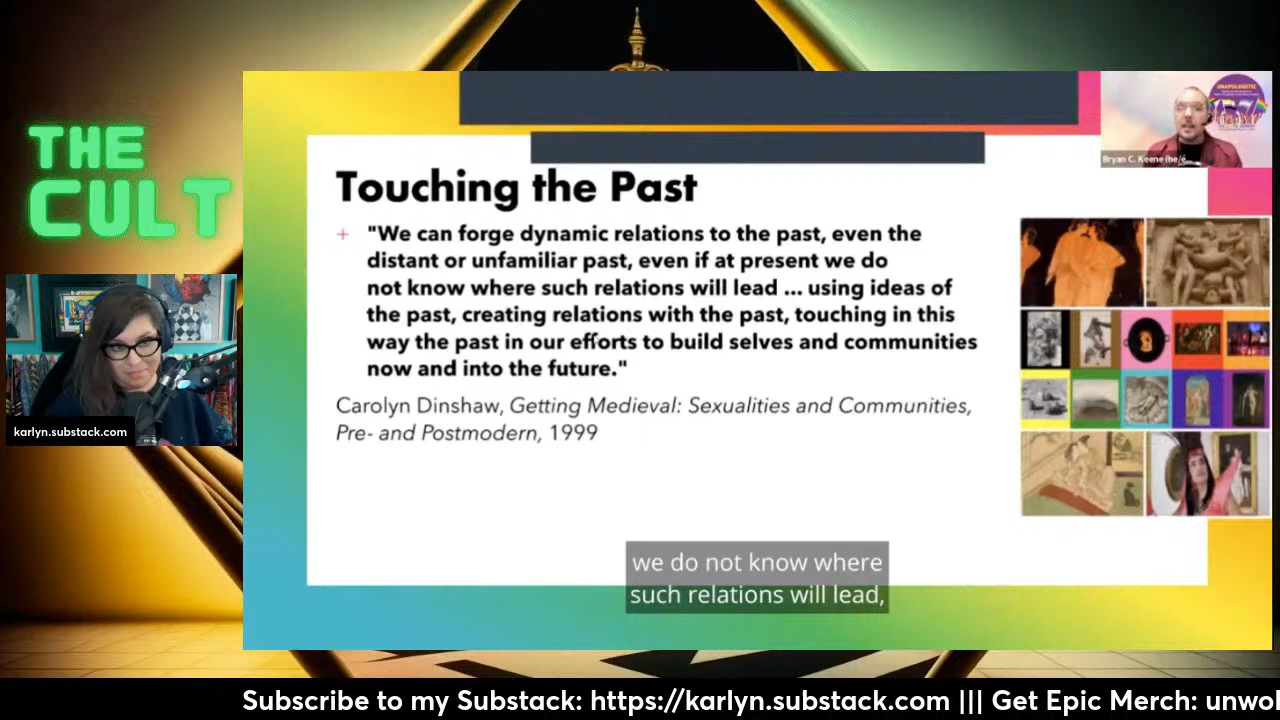 THE
CULT
karlyn.substack.com
UNAPOLOGETIC
Bryan C. Keene (he/é
Touching the Past
+ "We can forge dynamic relations to the past, even the
distant or unfamiliar past, even if at present we do
not know where such relations will lead ... using ideas of
the past, creating relations with the past, touching in this
way the past in our efforts to build selves and communities
now and into the future."
Carolyn Dinshaw, Getting Medieval: Sexualities and Communities,
Pre- and Postmodern, 1999
we do not know where
such relations will lead,
Subscribe to my Substack: https://karlyn.substack.com ||| Get Epic Merch: unwo